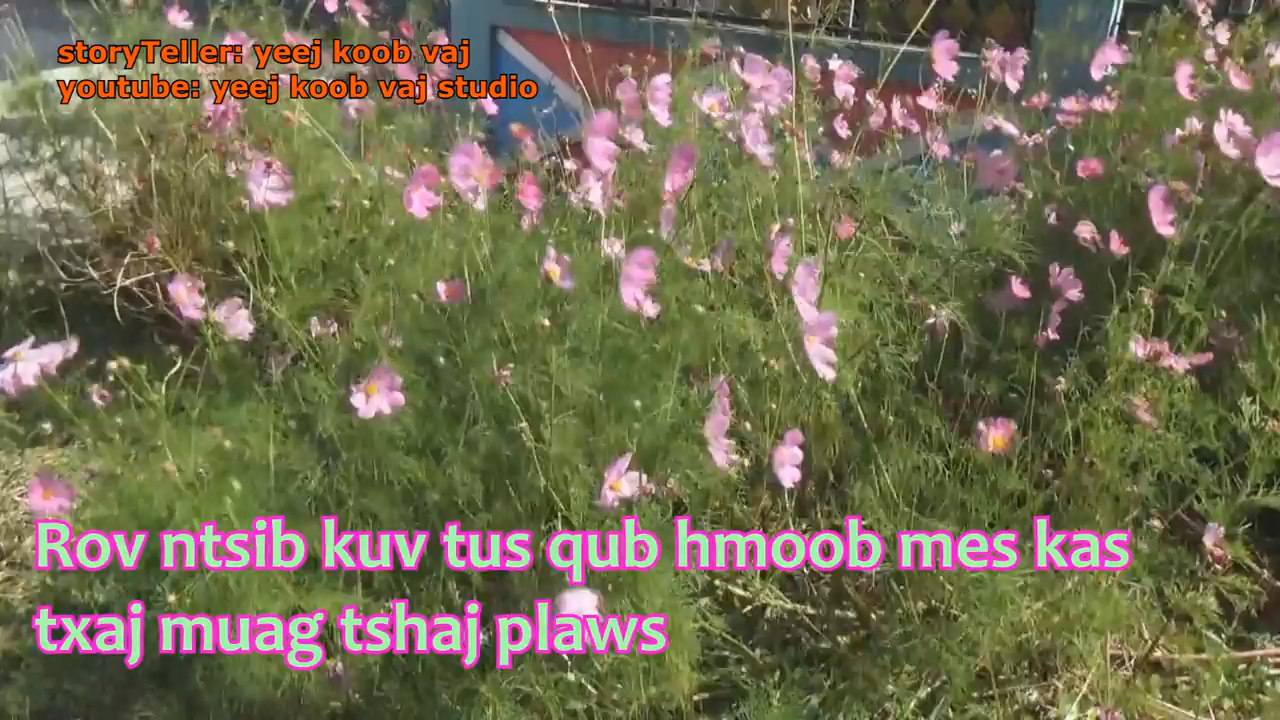 storyTeller: yeej koob vaj
youtube: yeej koob vaj studio
Rov ntsib kuv tus qub hmoob mes kas
txaj muag tshaj plaws